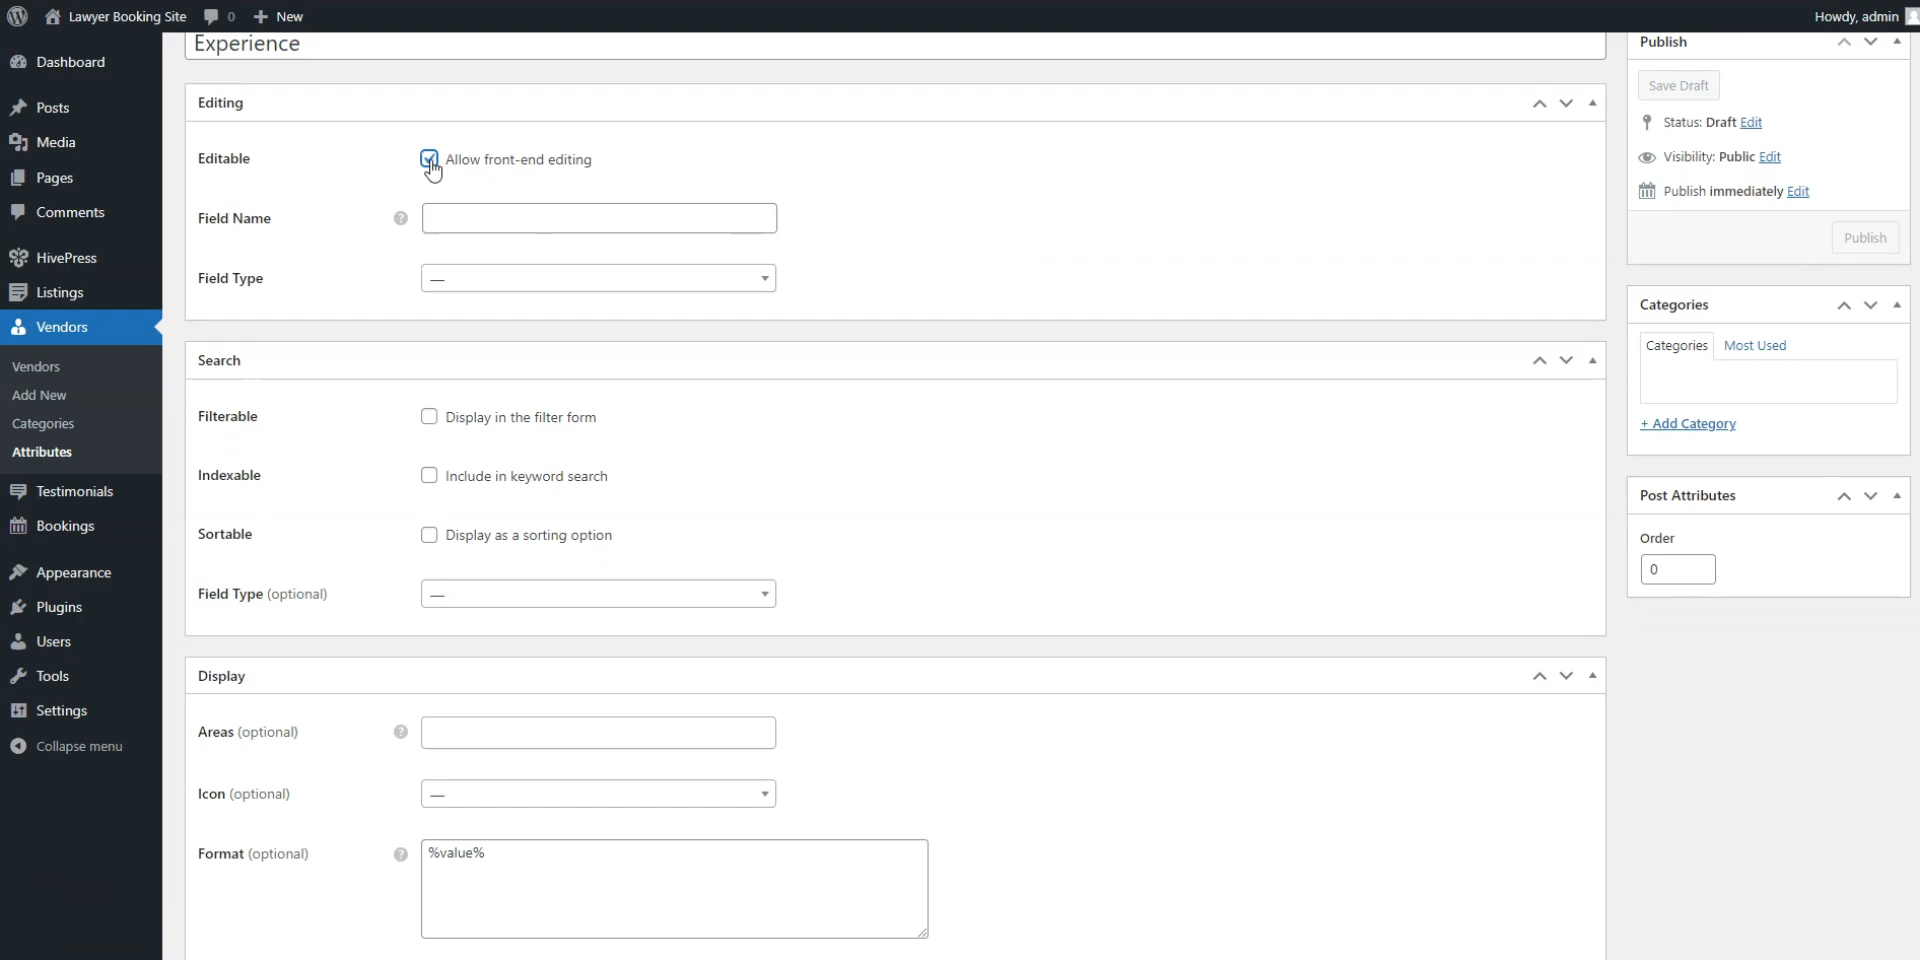 Lawyer Booking Site
0
New
Howdy, admin
Dashboard
Posts
Media
Pages
Comments
HivePress
Listings
Vendors
Vendors
Add New
Categories
Attributes
Testimonials
Bookings
Appearance
Plugins
Users
Tools
Settings
Collapse menu
Experience
Editing
Editable
Allow front-end editing
Field Name
?
Field Type
—
Search
Filterable
Display in the filter form
Indexable
Include in keyword search
Sortable
Display as a sorting option
Field Type (optional)
—
Display
Areas (optional)
?
Icon (optional)
—
Format (optional)
?
%value%
Publish
Save Draft
Status: Draft Edit
Visibility: Public Edit
Publish immediately Edit
Publish
Categories
Categories
Most Used
+ Add Category
Post Attributes
Order
0